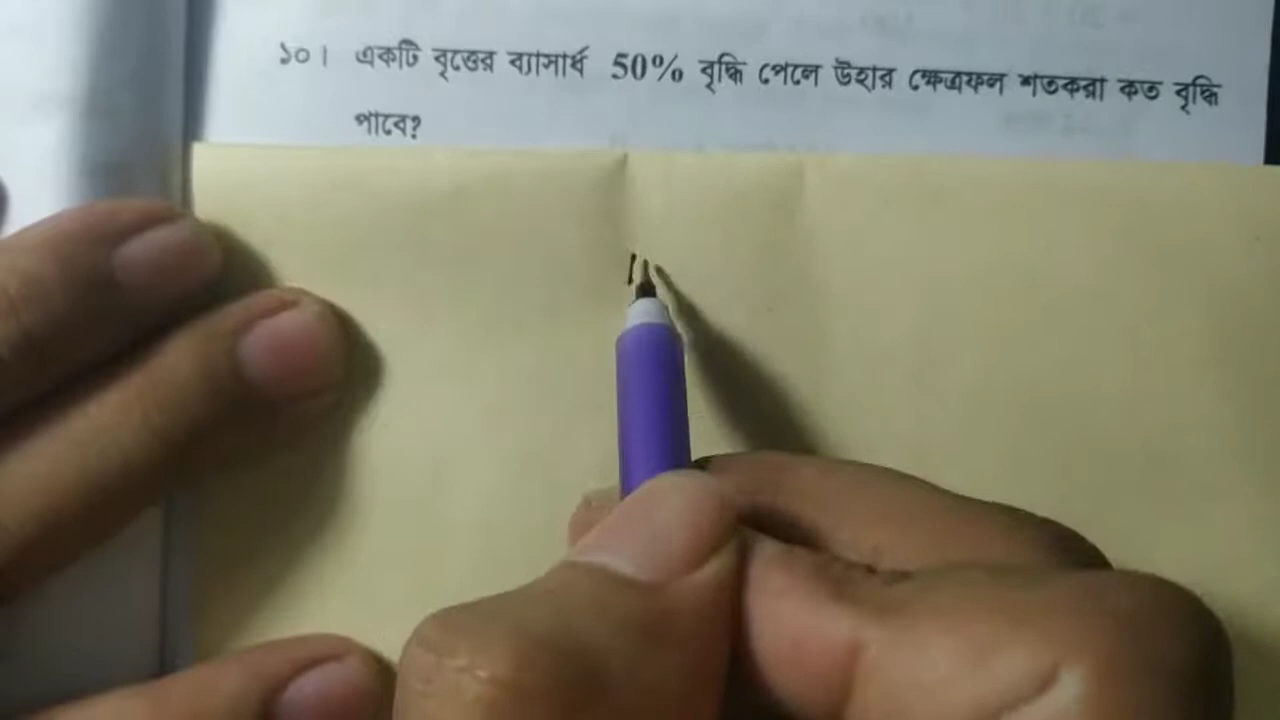 ১০। একটি বৃত্তের ব্যাসার্ধ 50% বৃদ্ধি পেলে উহার ক্ষেত্রফল শতকরা কত বৃদ্ধি
পাবে?